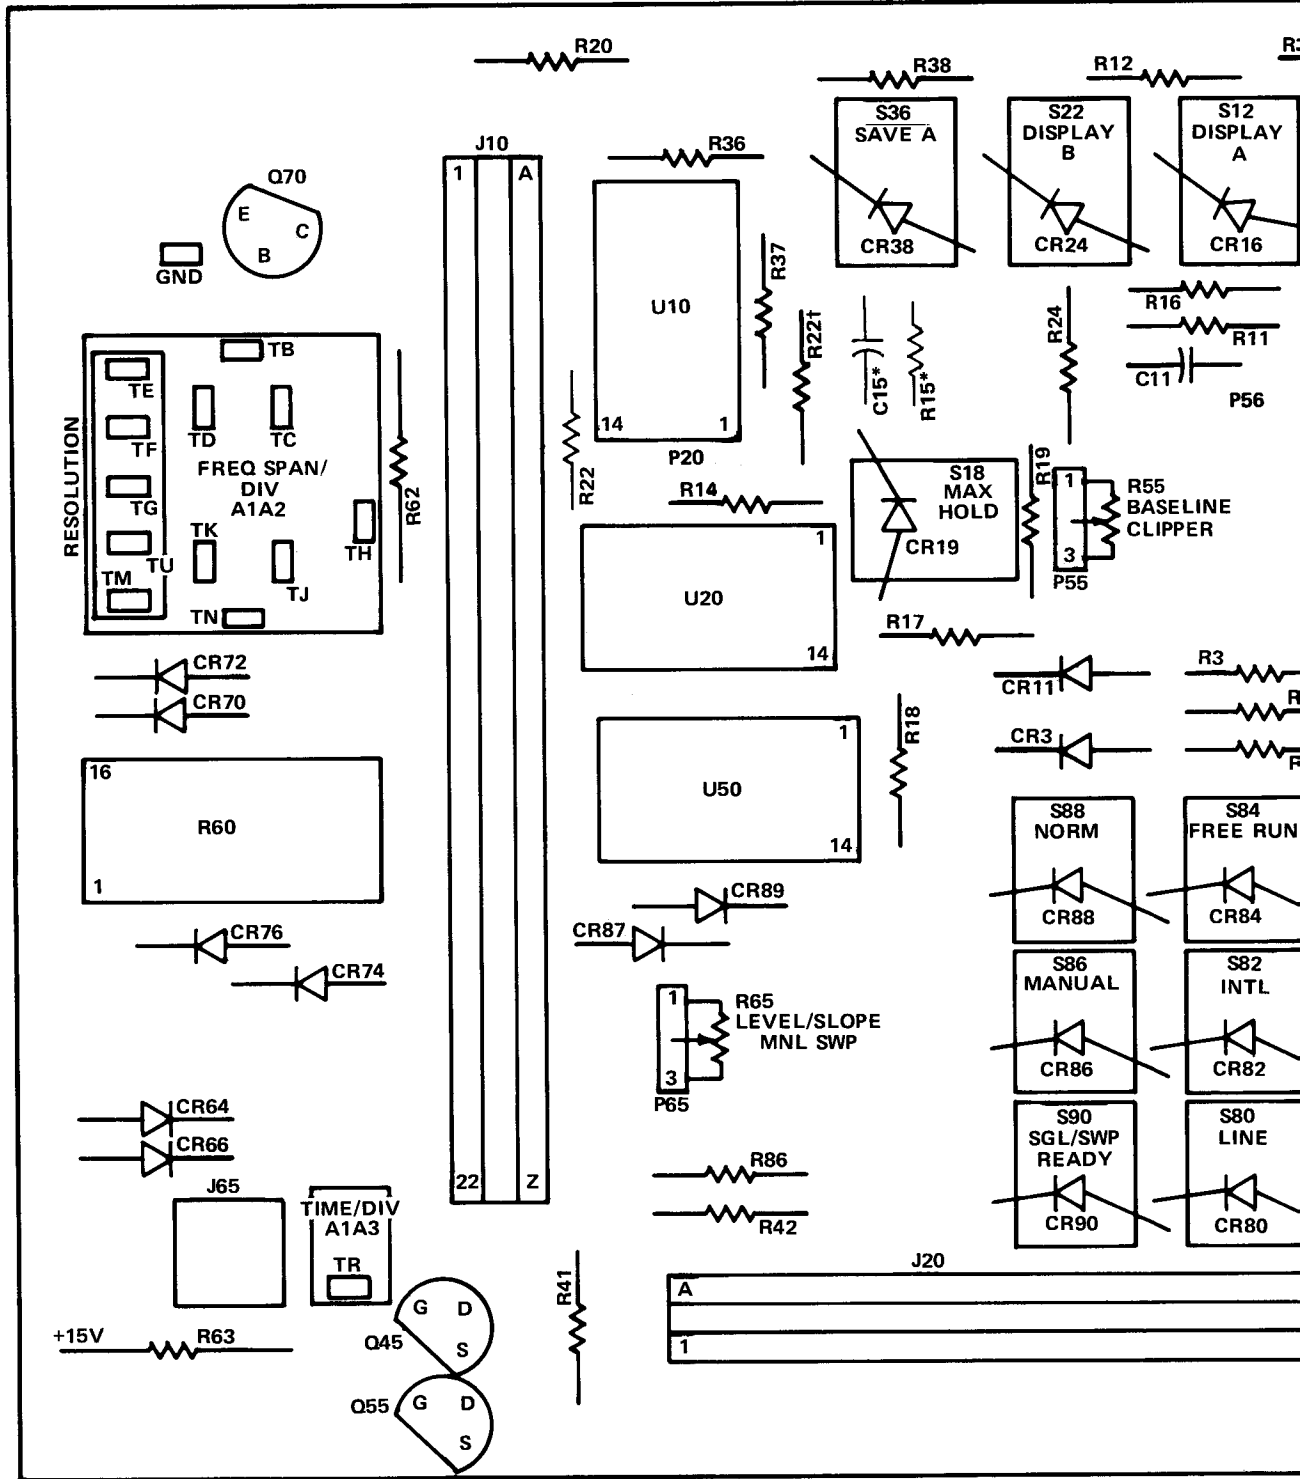 R20
R38
R12
S36
SAVE A
S22
DISPLAY
B
S12
DISPLAY
A
J10
R36
1
A
Q70
E
C
B
GND
CR38
CR24
CR16
R37
U10
R16
R22†
R24
R11
C15*
R15*
C11
P56
TB
TE
RESOLUTION
TD
TC
TF
14
1
P20
FREQ SPAN/
DIV
A1A2
R62
R22
R14
S18
MAX
HOLD
R19
1
R55
BASELINE
CLIPPER
TG
TK
TH
TU
TM
TJ
TN
1
CR19
3
P55
U20
R17
14
CR72
CR70
CR11
R3
R18
CR3
1
U50
14
16
R60
1
S88
NORM
S84
FREE RUN
CR89
CR88
CR84
CR87
CR76
CR74
S86
MANUAL
S82
INTL
1
R65
LEVEL/SLOPE
MNL SWP
3
P65
CR86
CR82
CR64
CR66
S90
SGL/SWP
READY
S80
LINE
R86
22
Z
J65
TIME/DIV
A1A3
TR
R42
CR90
CR80
J20
R41
A
1
G
D
S
Q45
+15V
R63
Q55
G
D
S